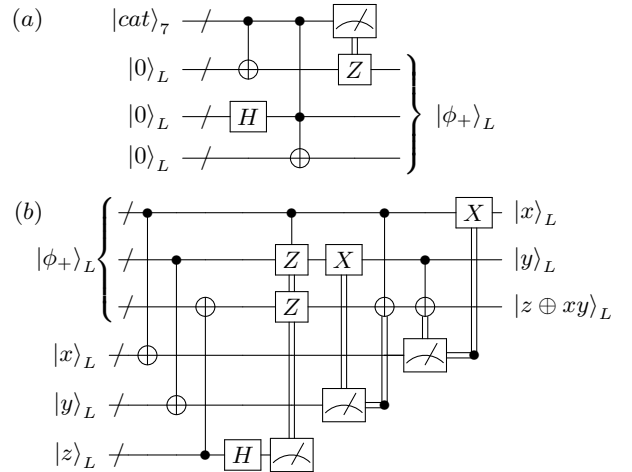 (a)
|cat⟩₇
|0⟩_L Z
|0⟩_L H |ϕ₊⟩_L
|0⟩_L
(b)
X |x⟩_L
|ϕ₊⟩_L Z X |y⟩_L
Z |z ⊕ xy⟩_L
|x⟩_L
|y⟩_L
|z⟩_L H